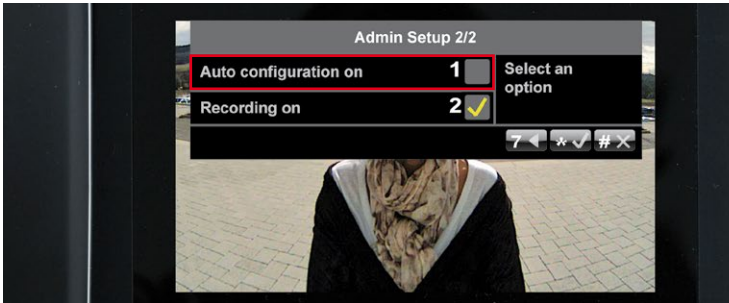 Admin Setup 2/2
Auto configuration on 1
Select an
option
Recording on 2
7 * #